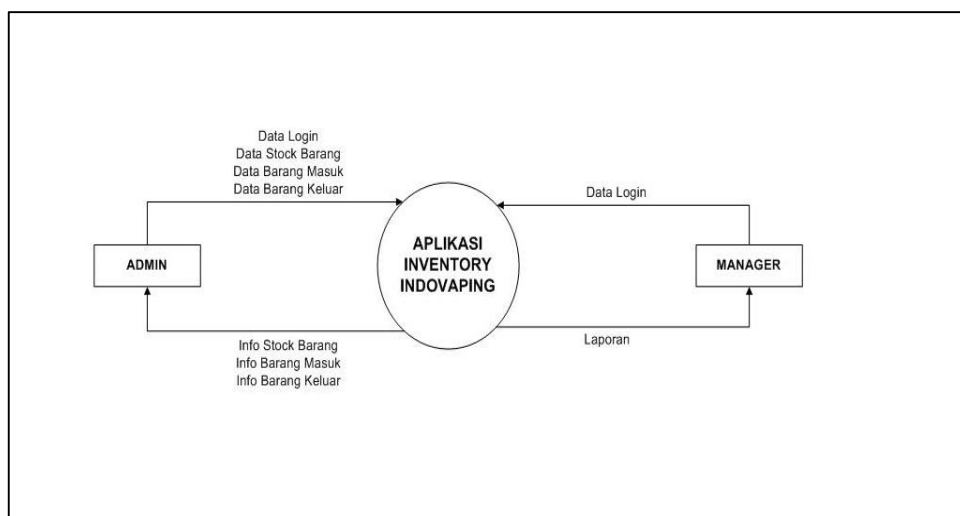 Data Login
Data Stock Barang
Data Barang Masuk
Data Barang Keluar
ADMIN
Info Stock Barang
Info Barang Masuk
Info Barang Keluar
APLIKASI
INVENTORY
INDOVAPING
Data Login
MANAGER
Laporan